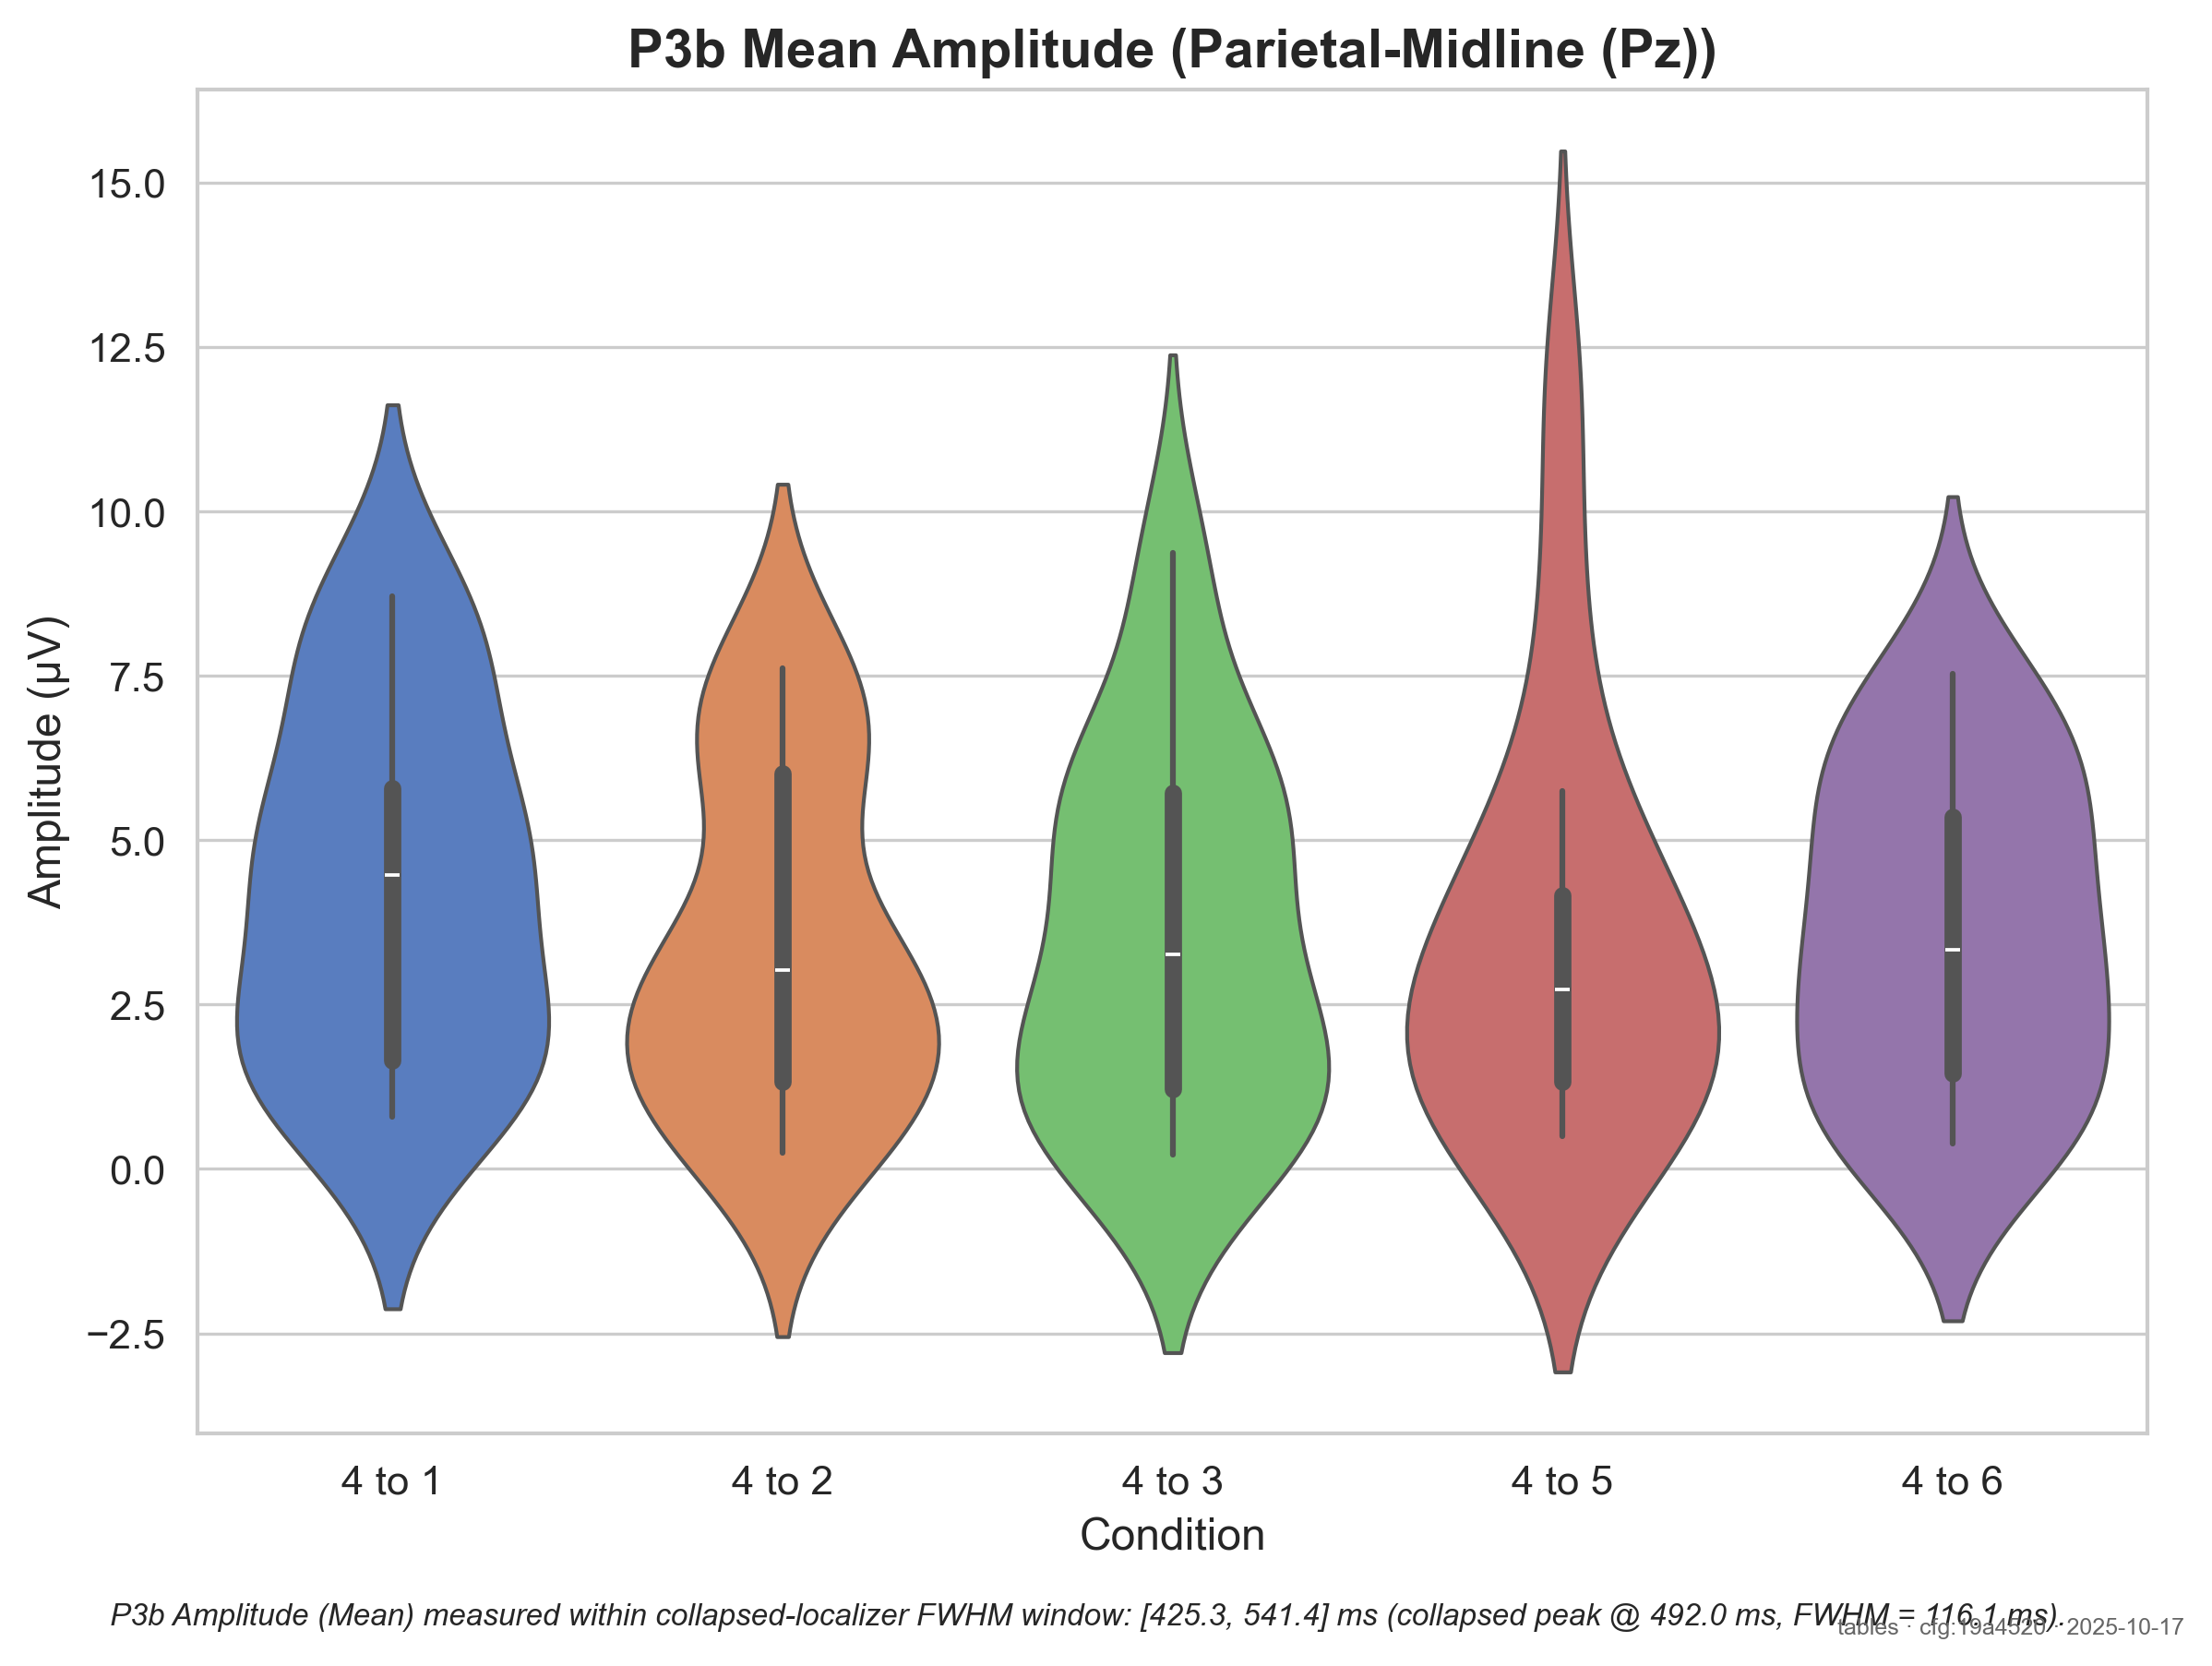 P3b Mean Amplitude (Parietal-Midline (Pz))
15.0
12.5
10.0
7.5
5.0
2.5
0.0
−2.5
Amplitude (µV)
4 to 1
4 to 2
4 to 3
4 to 5
4 to 6
Condition
P3b Amplitude (Mean) measured within collapsed-localizer FWHM window: [425.3, 541.4] ms (collapsed peak @ 492.0 ms, FWHM = 116.1 ms).
tables · cfg:19a4520 · 2025-10-17